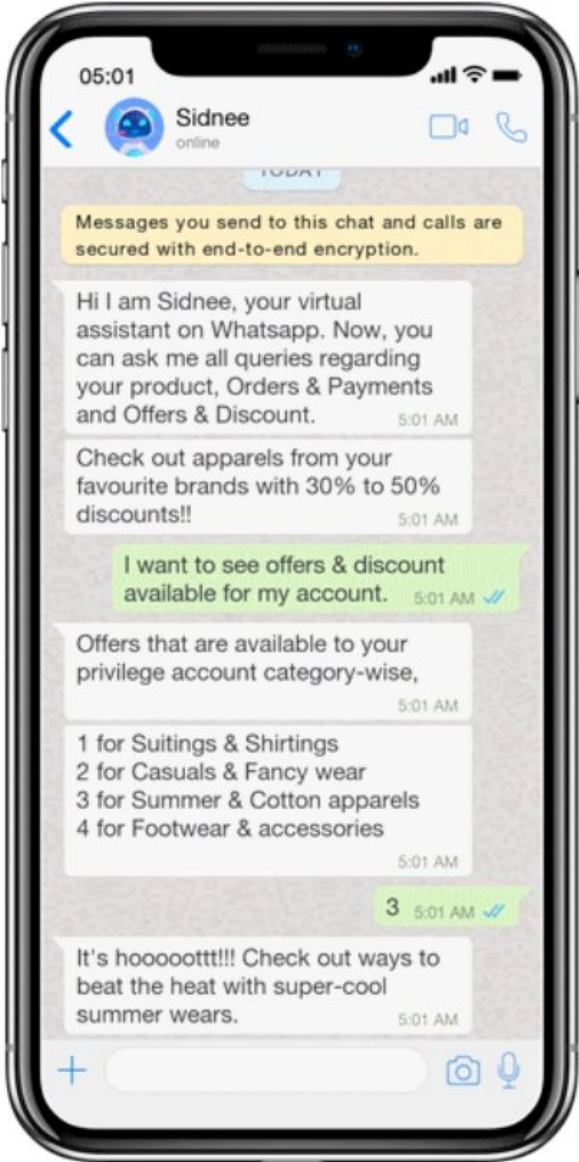 05:01
Sidnee
online
TODAY
Messages you send to this chat and calls are
secured with end-to-end encryption.
Hi I am Sidnee, your virtual
assistant on Whatsapp. Now, you
can ask me all queries regarding
your product, Orders & Payments
and Offers & Discount. 5:01 AM
Check out apparels from your
favourite brands with 30% to 50%
discounts!! 5:01 AM
I want to see offers & discount
available for my account. 5:01 AM
Offers that are available to your
privilege account category-wise,
5:01 AM
1 for Suitings & Shirtings
2 for Casuals & Fancy wear
3 for Summer & Cotton apparels
4 for Footwear & accessories
5:01 AM
3 5:01 AM
It's hooooottt!!! Check out ways to
beat the heat with super-cool
summer wears. 5:01 AM